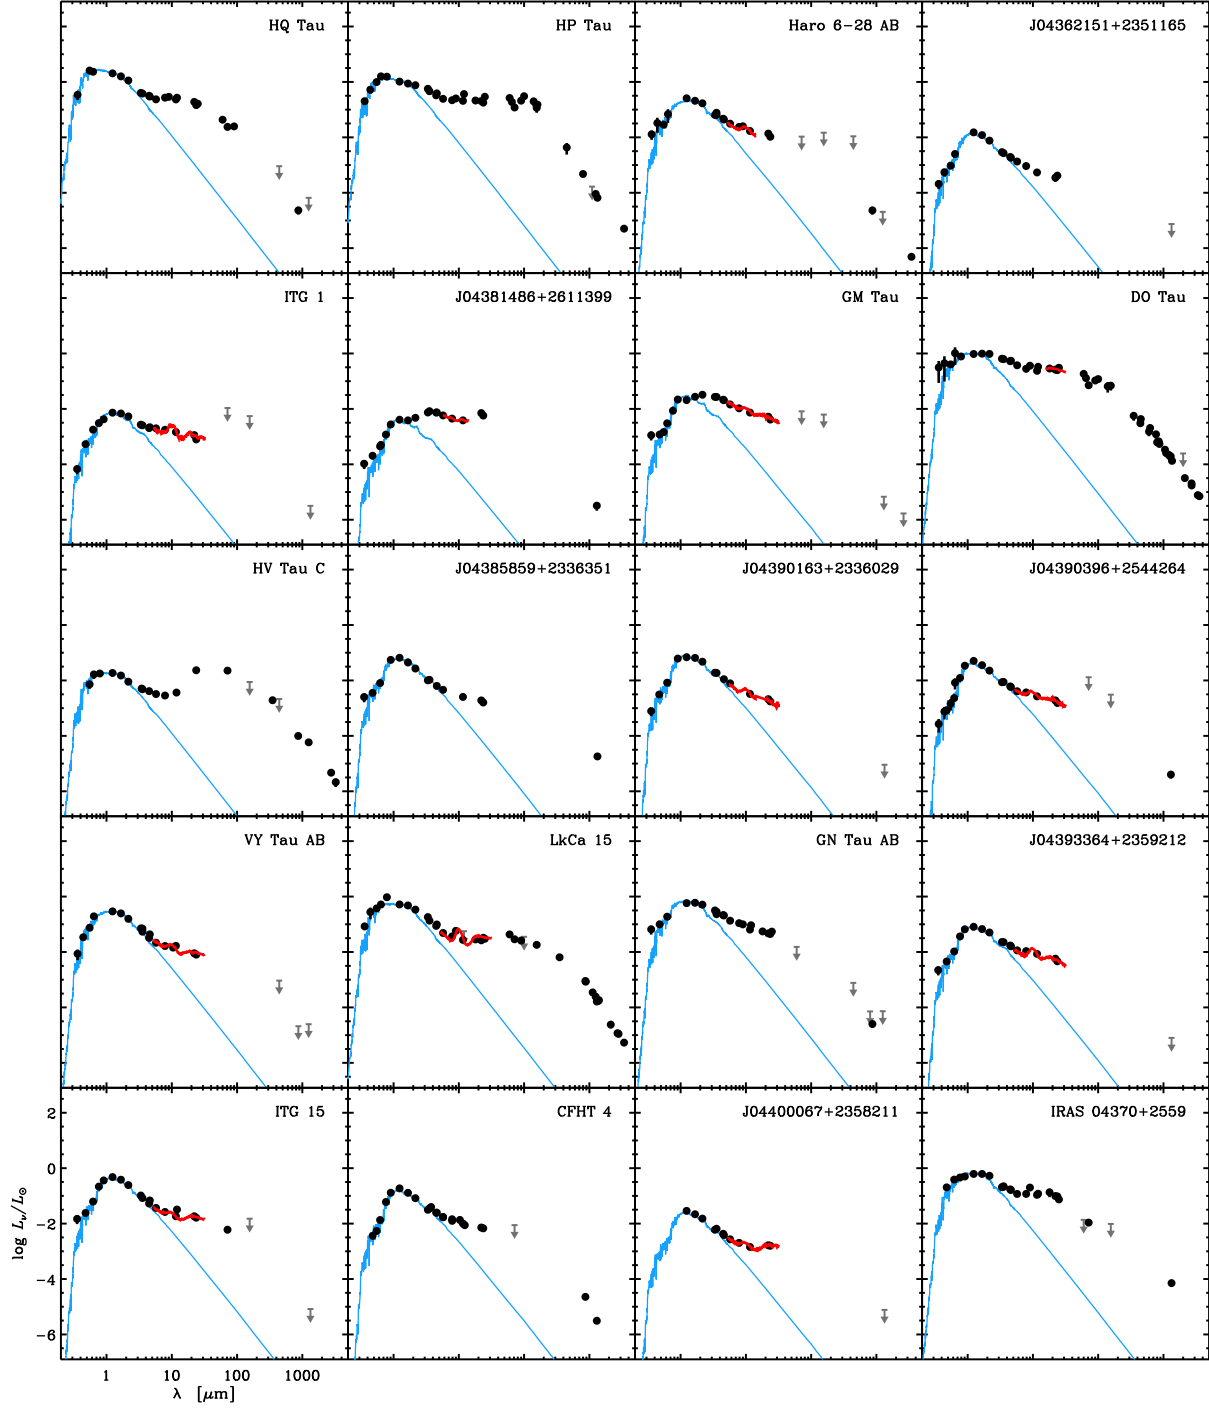 HQ Tau
HP Tau
Haro 6-28 AB
J04362151+2351165
ITG 1
J04381486+2611399
GM Tau
DO Tau
HV Tau C
J04385859+2336351
J04390163+2336029
J04390396+2544264
VY Tau AB
LkCa 15
GN Tau AB
J04393364+2359212
ITG 15
CFHT 4
J04400067+2358211
IRAS 04370+2559
2
0
-2
-4
-6
log Lν/L⊙
1 10 100 1000
λ [μm]